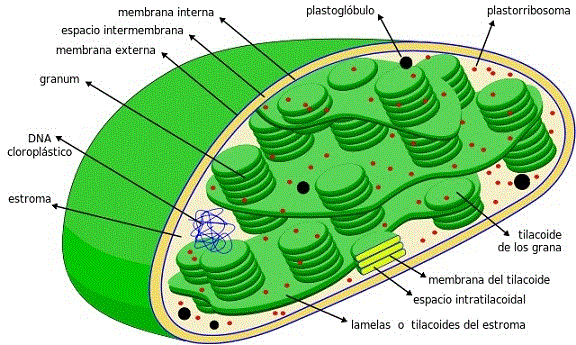 membrana interna
plastoglóbulo
plastorribosoma
espacio intermembrana
membrana externa
granum
DNA
cloroplástico
estroma
tilacoide
de los grana
membrana del tilacoide
espacio intratilacoidal
lamelas o tilacoides del estroma